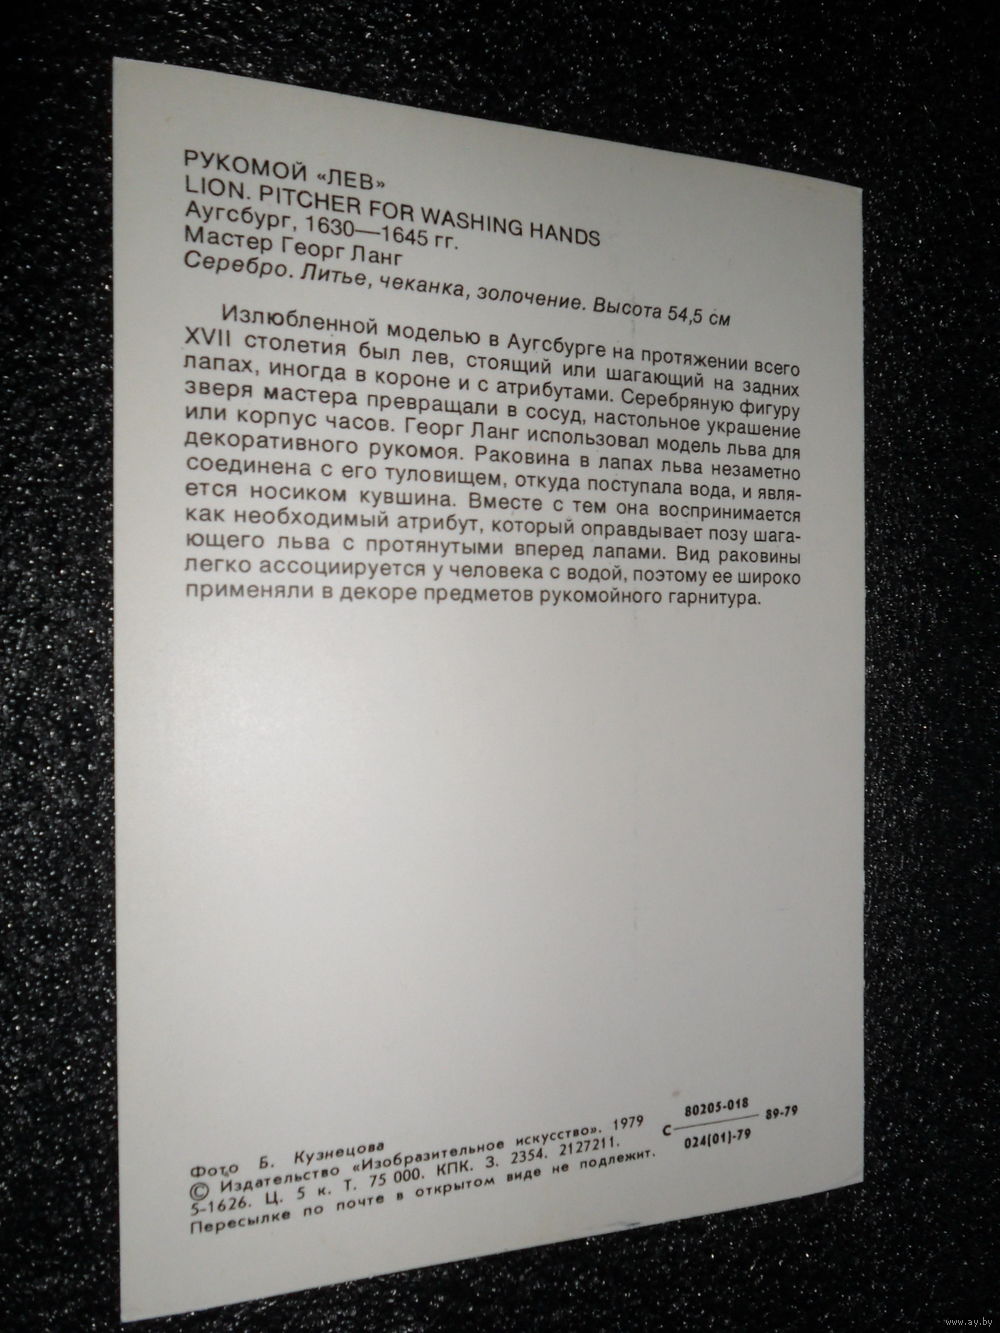 РУКОМОЙ «ЛЕВ»
LION. PITCHER FOR WASHING HANDS
Аугсбург, 1630—1645 гг.
Мастер Георг Ланг
Серебро. Литье, чеканка, золочение. Высота 54,5 см
Излюбленной моделью в Аугсбурге на протяжении всего
XVII столетия был лев, стоящий или шагающий на задних
лапах, иногда в короне и с атрибутами. Серебряную фигуру
зверя мастера превращали в сосуд, настольное украшение
или корпус часов. Георг Ланг использовал модель льва для
декоративного рукомоя. Раковина в лапах льва незаметно
соединена с его туловищем, откуда поступала вода, и явля-
ется носиком кувшина. Вместе с тем она воспринимается
как необходимый атрибут, который оправдывает позу шага-
ющего льва с протянутыми вперед лапами. Вид раковины
легко ассоциируется у человека с водой, поэтому ее широко
применяли в декоре предметов рукомойного гарнитура.
Фото Б. Кузнецова
© Издательство «Изобразительное искусство». 1979
5-1626. Ц. 5 к. Т. 75 000. КПК. З. 2354. 2127211.
Пересылке по почте в открытом виде не подлежит.
80205-018
С 89-79
024(01)-79
www.ay.by